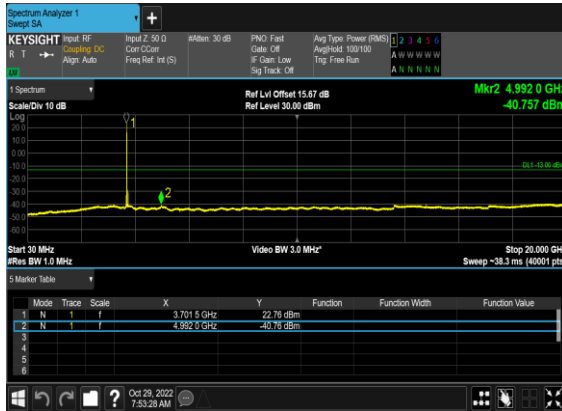 Spectrum Analyzer 1
Swept SA
+
KEYSIGHT Input: RF Input Z: 50 Ω #Atten: 30 dB PNO: Fast Avg Type: Power (RMS) 1 2 3 4 5 6
R T Coupling: DC Corr CCorr Gate: Off Avg|Hold: 100/100 A W W W W W
Align: Auto Freq Ref: Int (S) IF Gain: Low Trig: Free Run
Sig Track: Off A N N N N N
1 Spectrum Ref Lvl Offset 15.67 dB Mkr2 4.992 0 GHz
Scale/Div 10 dB Ref Level 30.00 dBm -40.757 dBm
Log
1
20.0
10.0
0.00
-10.0
DL1 -13.00 dBm
-20.0
-30.0
2
-40.0
-50.0
-60.0
Start 30 MHz Video BW 3.0 MHz* Stop 20.000 GHz
#Res BW 1.0 MHz Sweep ~38.3 ms (40001 pts)
5 Marker Table
Mode Trace Scale X Y Function Function Width Function Value
1 N 1 f 3.701 5 GHz 22.76 dBm
2 N 1 f 4.992 0 GHz -40.76 dBm
3
4
5
6
? Oct 29, 2022
7:53:28 AM